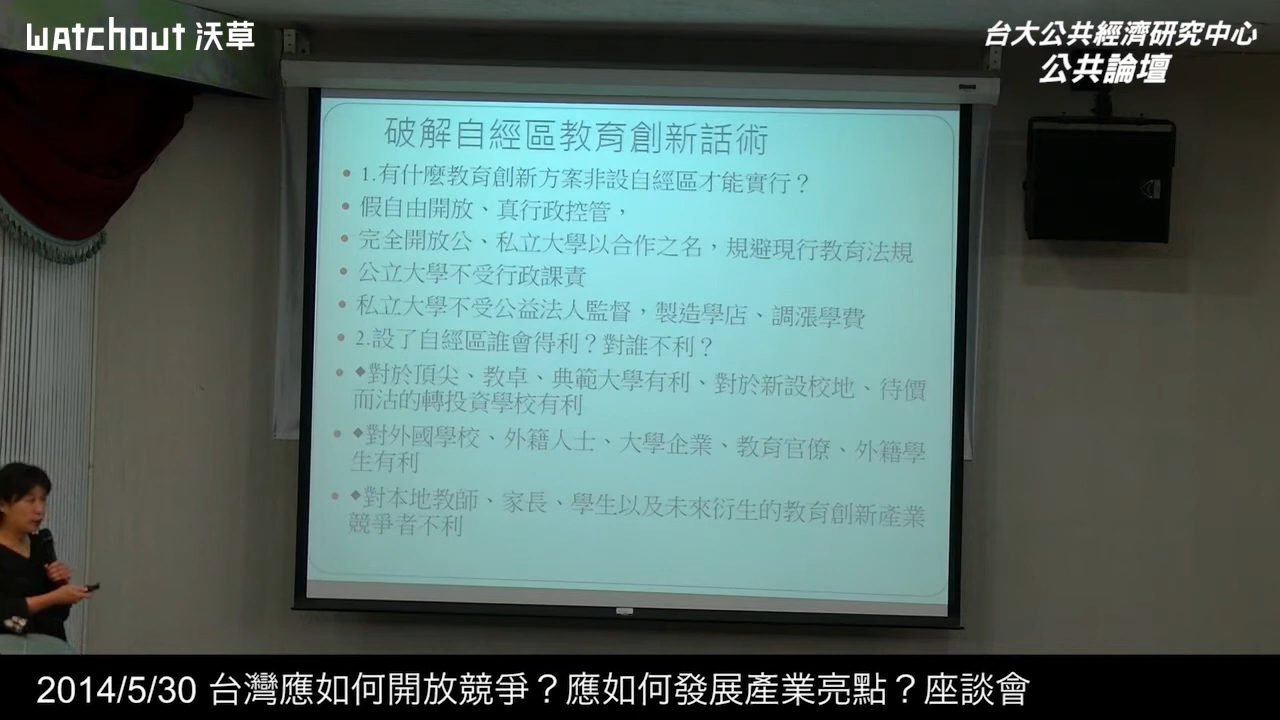 WAtCHOUt 沃草
台大公共經濟研究中心
公共論壇
破解自經區教育創新話術
1.有什麼教育創新方案非設自經區才能實行？
假自由開放、真行政控管，
完全開放公、私立大學以合作之名，規避現行教育法規
公立大學不受行政課責
私立大學不受公益法人監督，製造學店、調漲學費
2.設了自經區誰會得利？對誰不利？
◆對於頂尖、教卓、典範大學有利、對於新設校地、待價
而沽的轉投資學校有利
◆對外國學校、外籍人士、大學企業、教育官僚、外籍學
生有利
◆對本地教師、家長、學生以及未來衍生的教育創新產業
競爭者不利
2014/5/30 台灣應如何開放競爭？應如何發展產業亮點？座談會